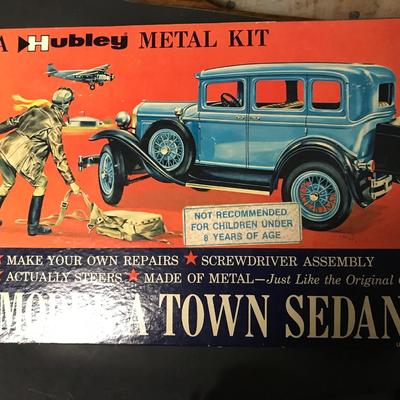 A Hubley METAL KIT
NOT RECOMMENDED
FOR CHILDREN UNDER
8 YEARS OF AGE
★ MAKE YOUR OWN REPAIRS ★ SCREWDRIVER ASSEMBLY
★ ACTUALLY STEERS ★ MADE OF METAL—Just Like the Original
MODEL A TOWN SEDAN